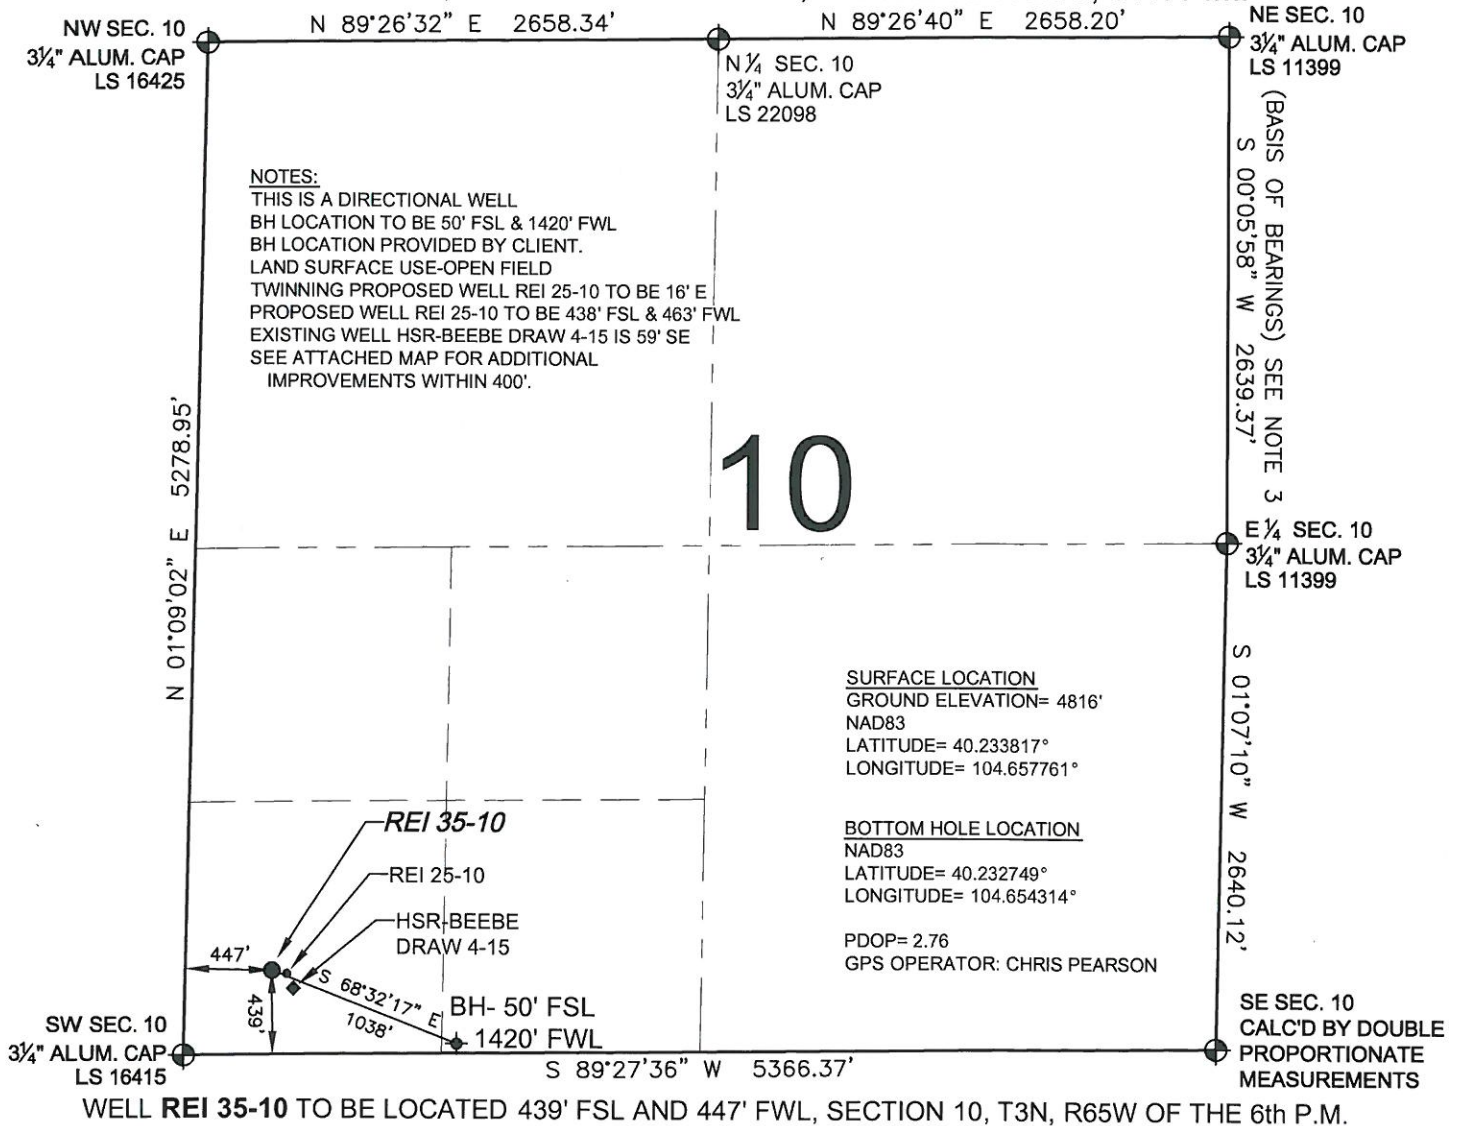 N 89°26'32" E 2658.34'
N 89°26'40" E 2658.20'
NW SEC. 10
3¼" ALUM. CAP
LS 16425
N ¼ SEC. 10
3¼" ALUM. CAP
LS 22098
NE SEC. 10
3¼" ALUM. CAP
LS 11399
(BASIS OF BEARINGS) SEE NOTE 3
S 00°05'58" W 2639.37'
NOTES:
THIS IS A DIRECTIONAL WELL
BH LOCATION TO BE 50' FSL & 1420' FWL
BH LOCATION PROVIDED BY CLIENT.
LAND SURFACE USE-OPEN FIELD
TWINNING PROPOSED WELL REI 25-10 TO BE 16' E
PROPOSED WELL REI 25-10 TO BE 438' FSL & 463' FWL
EXISTING WELL HSR-BEEBE DRAW 4-15 IS 59' SE
SEE ATTACHED MAP FOR ADDITIONAL
IMPROVEMENTS WITHIN 400'.
10
N 01°09'02" E 5278.95'
E ¼ SEC. 10
3¼" ALUM. CAP
LS 11399
S 01°07'10" W 2640.12'
SURFACE LOCATION
GROUND ELEVATION= 4816'
NAD83
LATITUDE= 40.233817°
LONGITUDE= 104.657761°
BOTTOM HOLE LOCATION
NAD83
LATITUDE= 40.232749°
LONGITUDE= 104.654314°
PDOP= 2.76
GPS OPERATOR: CHRIS PEARSON
REI 35-10
REI 25-10
HSR-BEEBE
DRAW 4-15
447'
439'
S 68°32'17" E
1038'
BH- 50' FSL
1420' FWL
SW SEC. 10
3¼" ALUM. CAP
LS 16415
S 89°27'36" W 5366.37'
SE SEC. 10
CALC'D BY DOUBLE
PROPORTIONATE
MEASUREMENTS
WELL REI 35-10 TO BE LOCATED 439' FSL AND 447' FWL, SECTION 10, T3N, R65W OF THE 6th P.M.